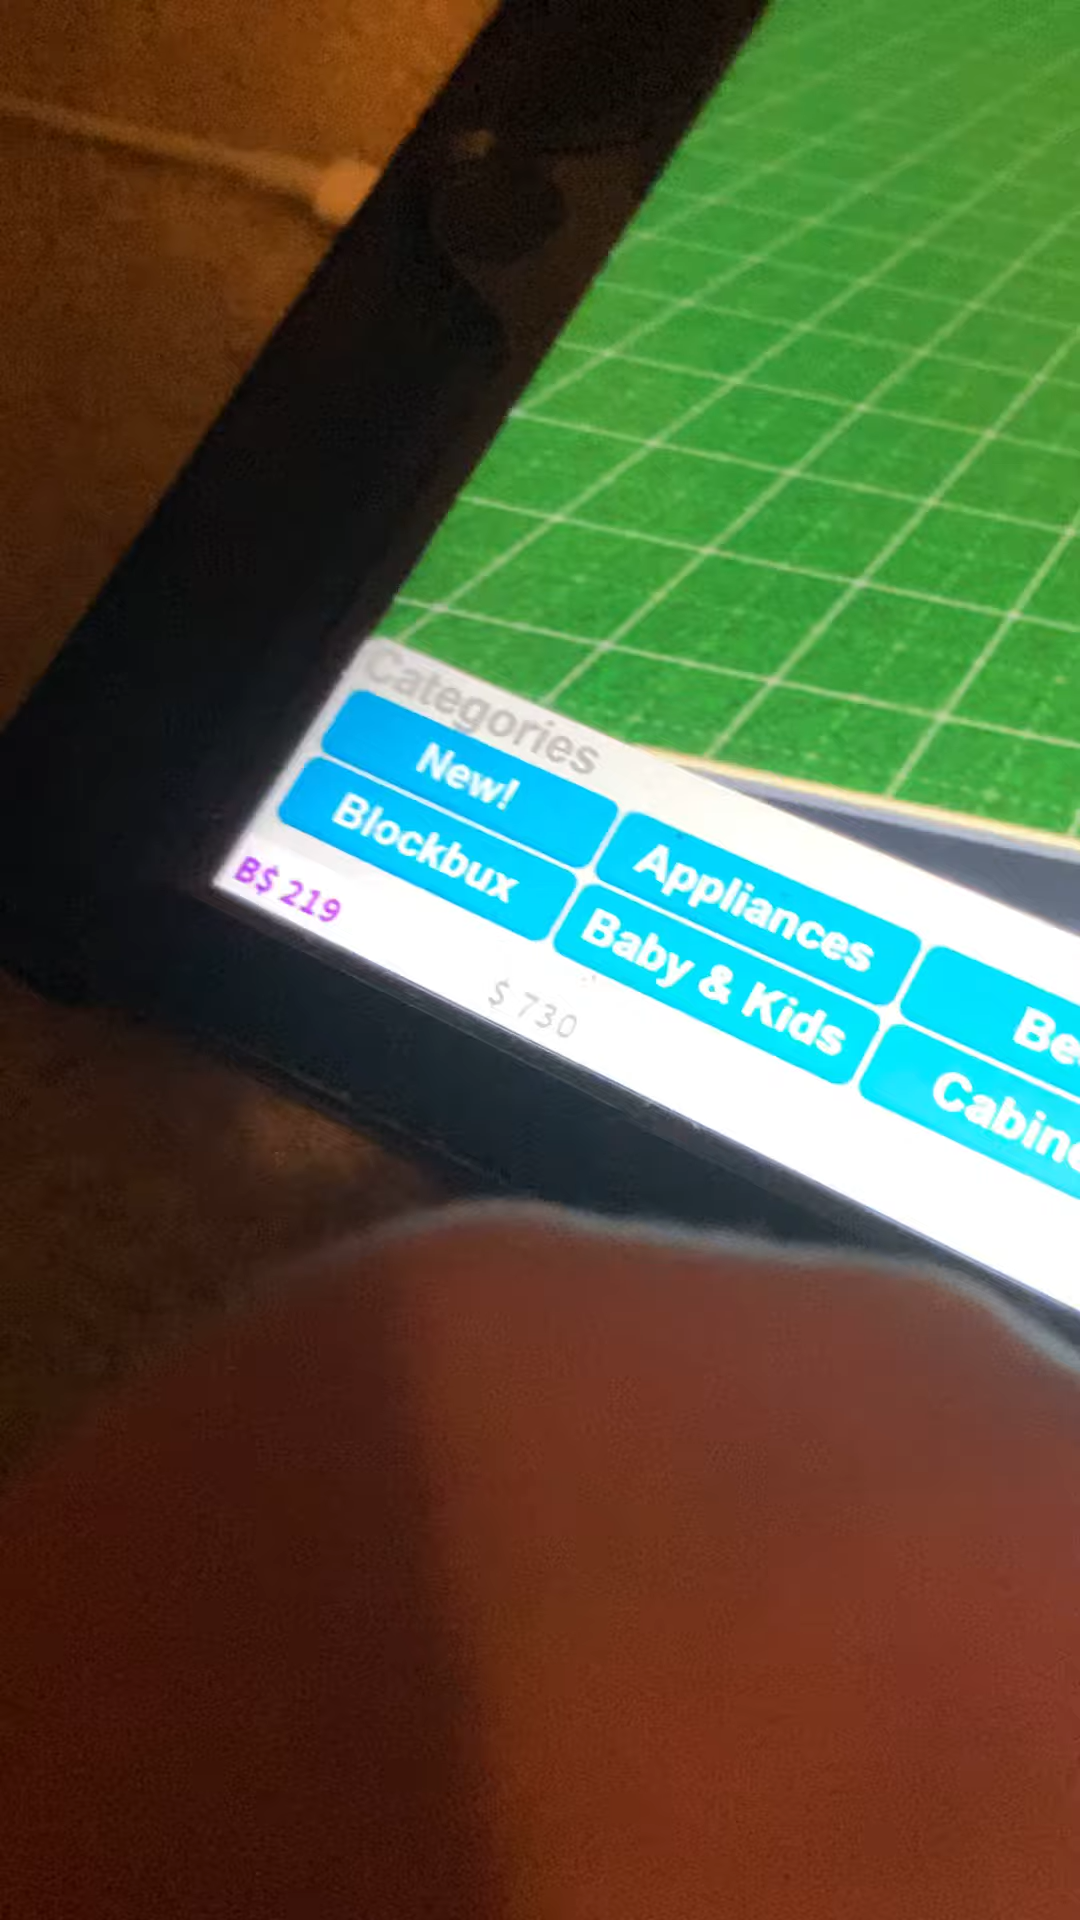 Categories
New!
Blockbux
Appliances
Baby & Kids
B$ 219
$ 730